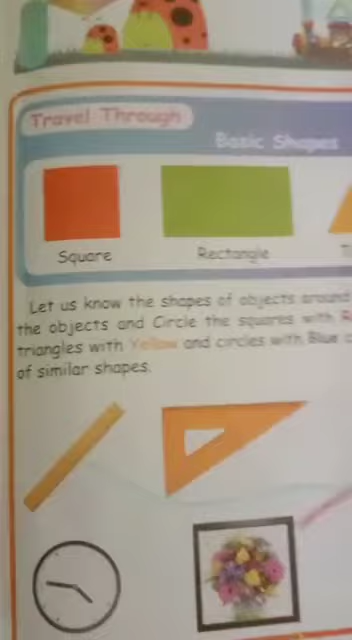 Travel Through
Basic Shapes
Square
Rectangle
Let us know the shapes of objects around
the objects and Circle the squares with
triangles with Yellow and circles with Blue
of similar shapes.